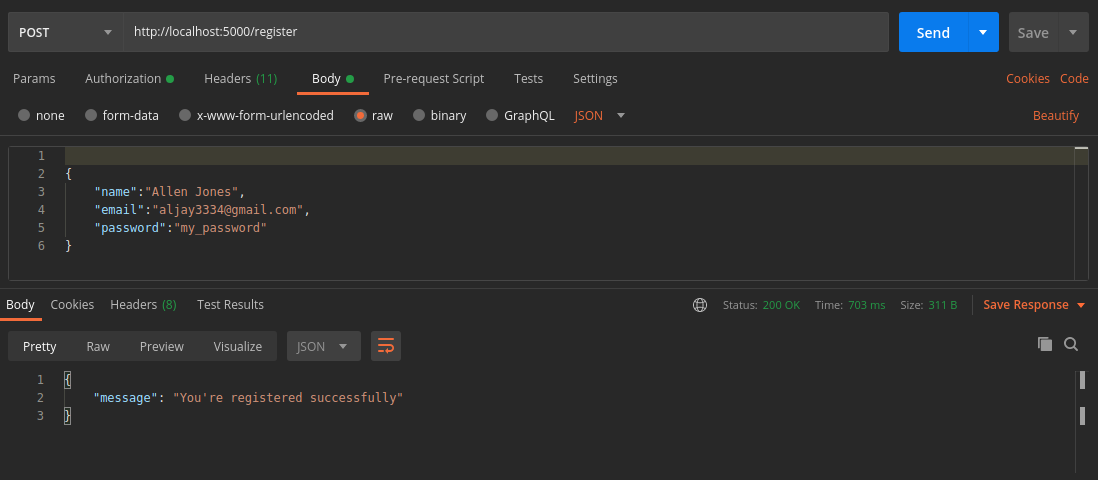 POST http://localhost:5000/register Send Save
Params Authorization Headers (11) Body Pre-request Script Tests Settings Cookies Code
none form-data x-www-form-urlencoded raw binary GraphQL JSON Beautify
1
2 {
3 "name":"Allen Jones",
4 "email":"aljay3334@gmail.com",
5 "password":"my_password"
6 }
Body Cookies Headers (8) Test Results Status: 200 OK Time: 703 ms Size: 311 B Save Response
Pretty Raw Preview Visualize JSON
1 {
2 "message": "You're registered successfully"
3 }